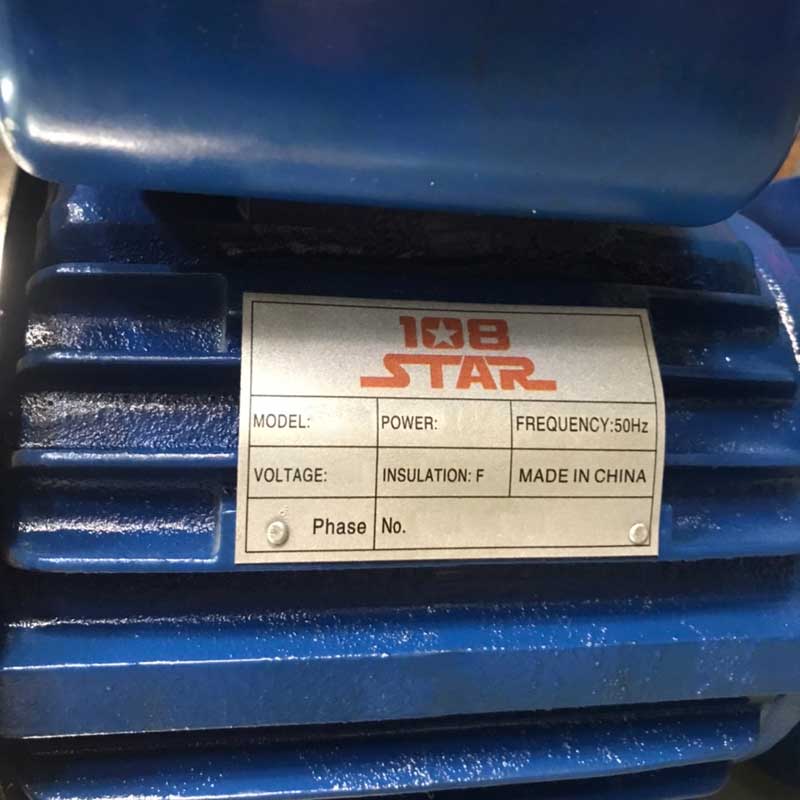 108
STAR
MODEL: POWER: FREQUENCY:50Hz
VOLTAGE: INSULATION: F MADE IN CHINA
Phase No.